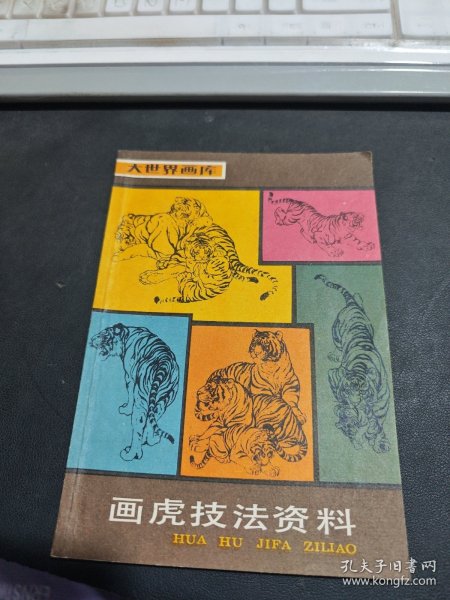 大世界画库
画虎技法资料
HUA HU JIFA ZILIAO
孔夫子旧书网
www.kongfz.com